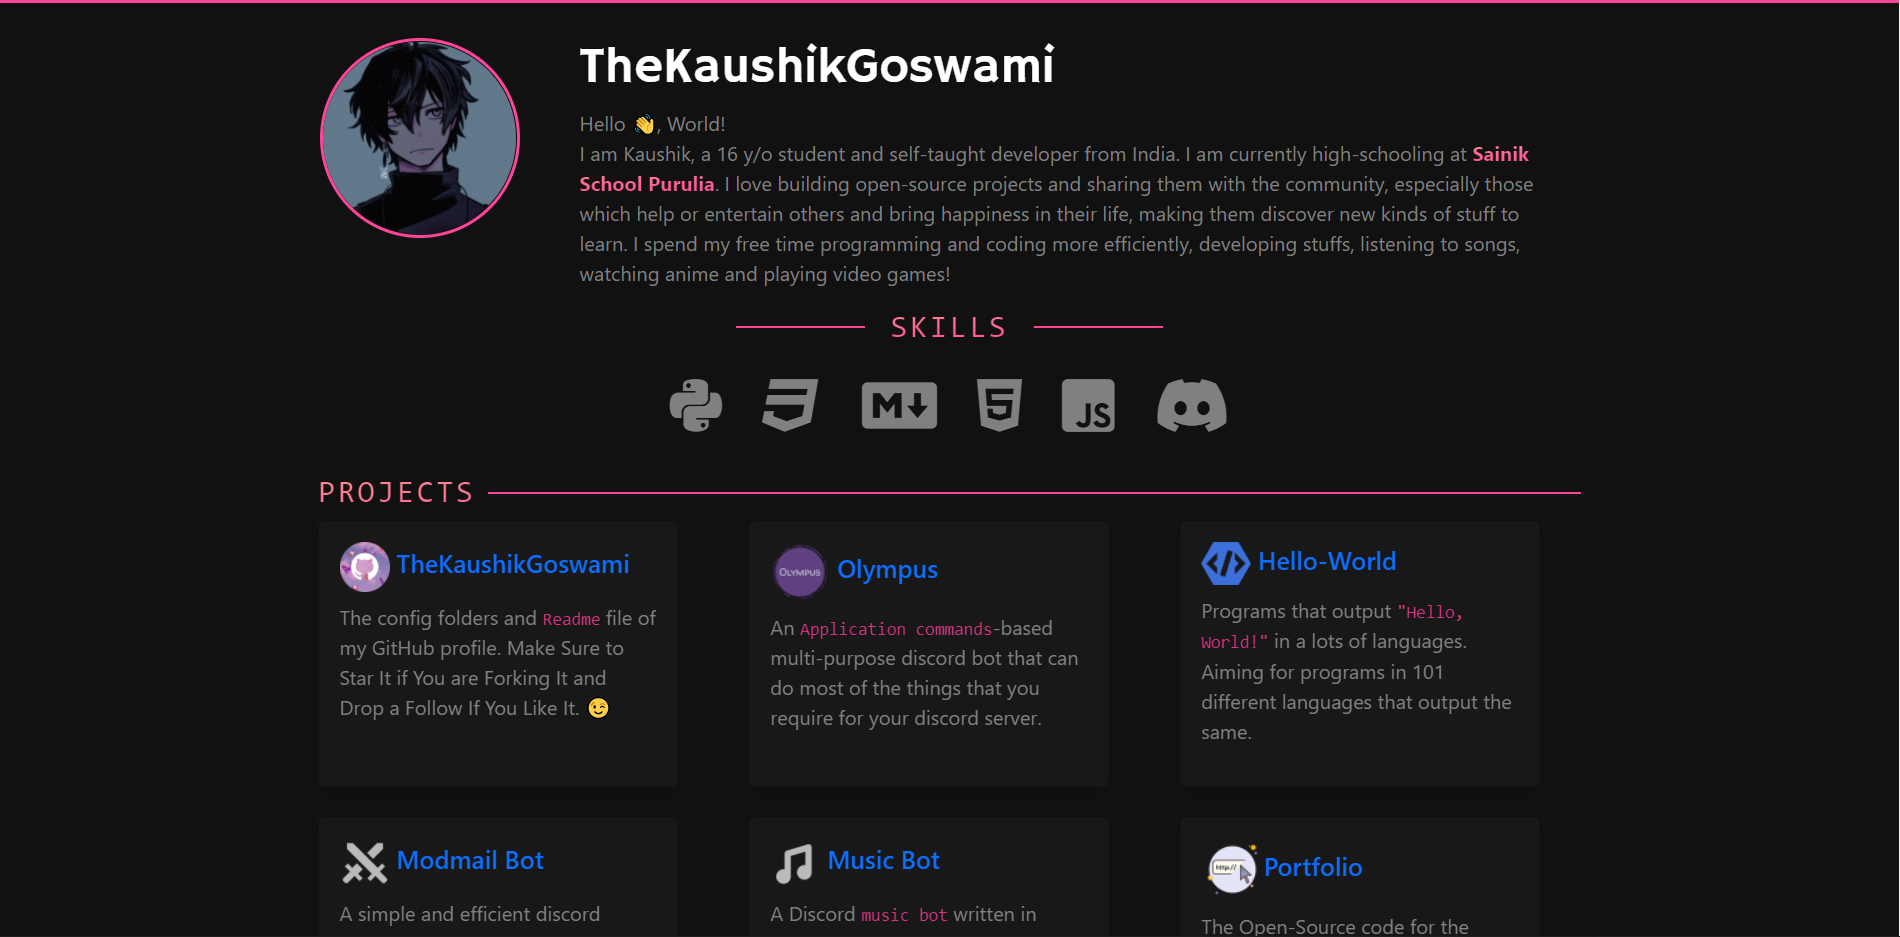 TheKaushikGoswami
Hello 👋, World!
I am Kaushik, a 16 y/o student and self-taught developer from India. I am currently high-schooling at Sainik
School Purulia. I love building open-source projects and sharing them with the community, especially those
which help or entertain others and bring happiness in their life, making them discover new kinds of stuff to
learn. I spend my free time programming and coding more efficiently, developing stuffs, listening to songs,
watching anime and playing video games!
SKILLS
M
5
JS
PROJECTS
TheKaushikGoswami
The config folders and Readme file of
my GitHub profile. Make Sure to
Star It if You are Forking It and
Drop a Follow If You Like It. 😉
OLYMPUS
Olympus
An Application commands-based
multi-purpose discord bot that can
do most of the things that you
require for your discord server.
</>
Hello-World
Programs that output "Hello,
World!" in a lots of languages.
Aiming for programs in 101
different languages that output the
same.
Modmail Bot
A simple and efficient discord
Music Bot
A Discord music bot written in
http://
Portfolio
The Open-Source code for the